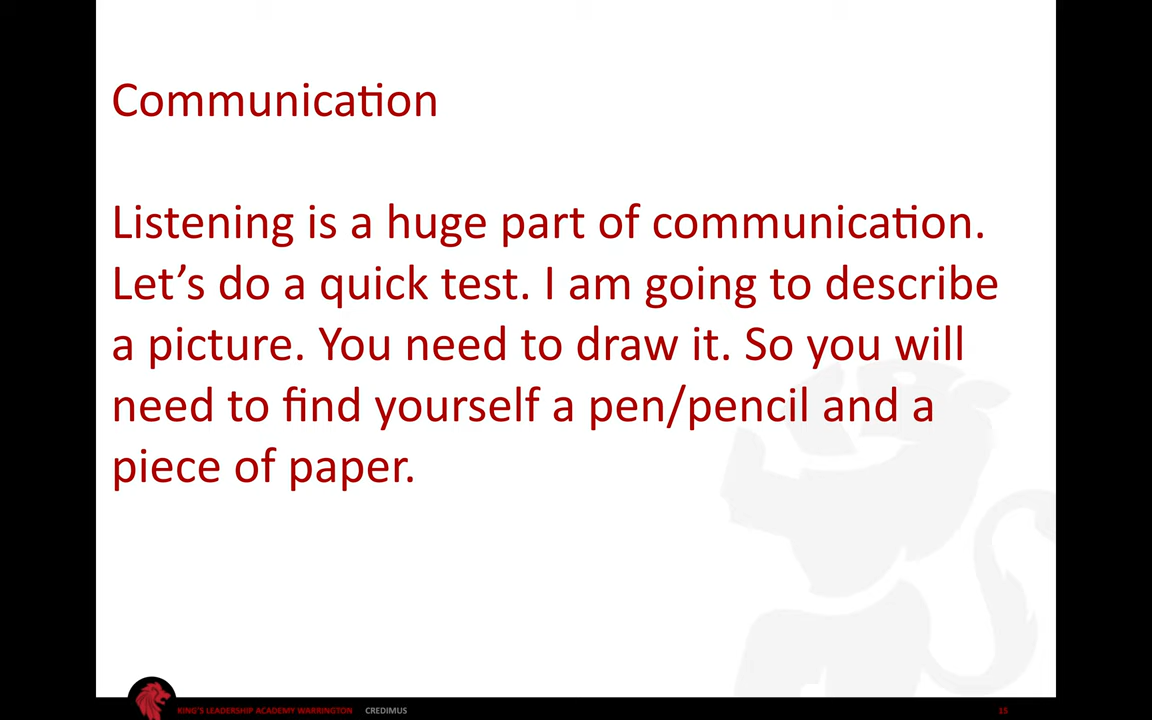 Communication
Listening is a huge part of communication.
Let’s do a quick test. I am going to describe
a picture. You need to draw it. So you will
need to find yourself a pen/pencil and a
piece of paper.
KING'S LEADERSHIP ACADEMY WARRINGTON CREDIMUS 15